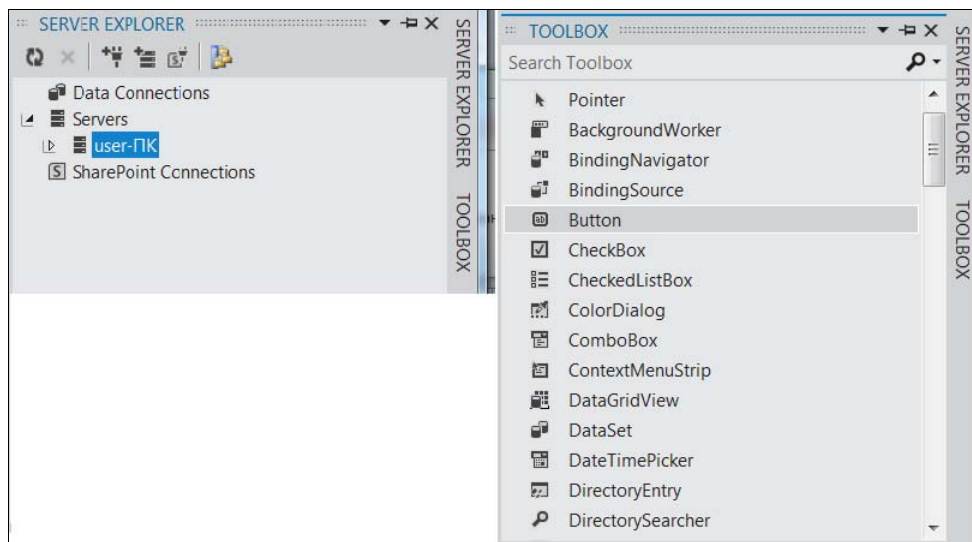 SERVER EXPLORER
Data Connections
Servers
user-ПК
SharePoint Connections
SERVER EXPLORER
TOOLBOX
TOOLBOX
Search Toolbox
Pointer
BackgroundWorker
BindingNavigator
BindingSource
Button
CheckBox
CheckedListBox
ColorDialog
ComboBox
ContextMenuStrip
DataGridView
DataSet
DateTimePicker
DirectoryEntry
DirectorySearcher
SERVER EXPLORER
TOOLBOX